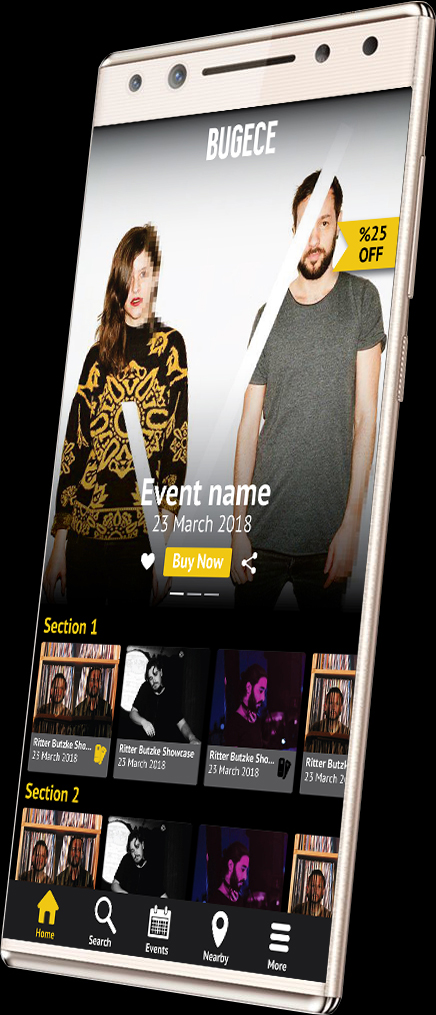 BUGECE
%25
OFF
Event name
23 March 2018
Buy Now
Section 1
Ritter Butzke Sho...
23 March 2018
Ritter Butzke Showcase
23 March 2018
Ritter Butzke Sho...
23 March 2018
Ritter Butzk
23 March 2
Section 2
Home
Search
Events
Nearby
More